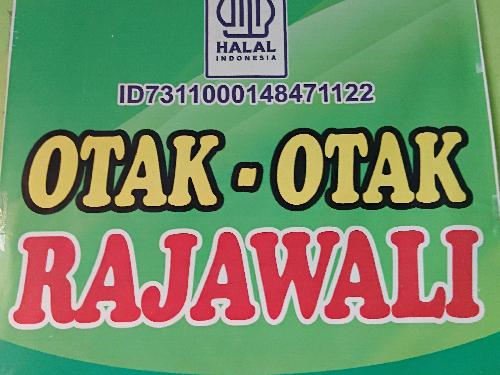 HALAL
INDONESIA
ID7311000148471122
OTAK - OTAK
RAJAWALI